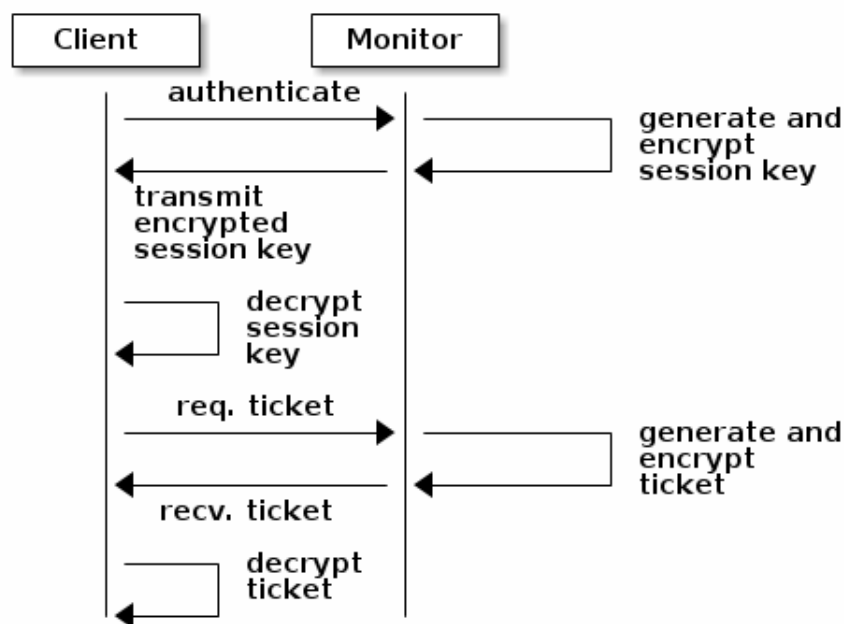 Client
Monitor
authenticate
generate and
encrypt
session key
transmit
encrypted
session key
decrypt
session
key
req. ticket
generate and
encrypt
ticket
recv. ticket
decrypt
ticket